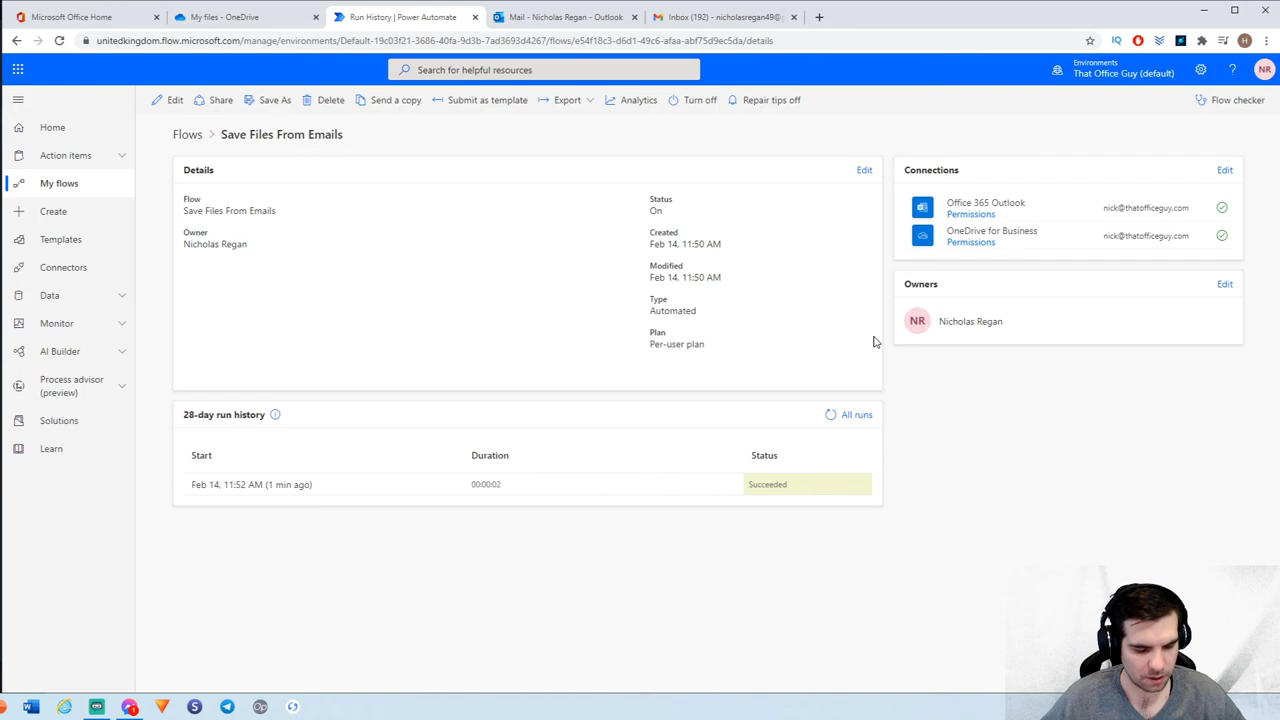 Microsoft Office Home
My files - OneDrive
Run History | Power Automate
Mail - Nicholas Regan - Outlook
Inbox (192) - nicholasregan49@
unitedkingdom.flow.microsoft.com/manage/environments/Default-19c03f21-3686-40fa-9d3b-7ad3693d4267/flows/e54f18c3-d6d1-49c6-afaa-abf75d9ec5da/details
IQ
H
Search for helpful resources
Environments
That Office Guy (default)
?
NR
Edit
Share
Save As
Delete
Send a copy
Submit as template
Export
Analytics
Turn off
Repair tips off
Flow checker
Home
Action items
My flows
Create
Templates
Connectors
Data
Monitor
AI Builder
Process advisor
(preview)
Solutions
Learn
Flows > Save Files From Emails
Details
Edit
Flow
Save Files From Emails
Owner
Nicholas Regan
Status
On
Created
Feb 14, 11:50 AM
Modified
Feb 14, 11:50 AM
Type
Automated
Plan
Per-user plan
28-day run history
All runs
Start
Duration
Status
Feb 14, 11:52 AM (1 min ago)
00:00:02
Succeeded
Connections
Edit
Office 365 Outlook
Permissions
nick@thatofficeguy.com
OneDrive for Business
Permissions
nick@thatofficeguy.com
Owners
Edit
NR
Nicholas Regan